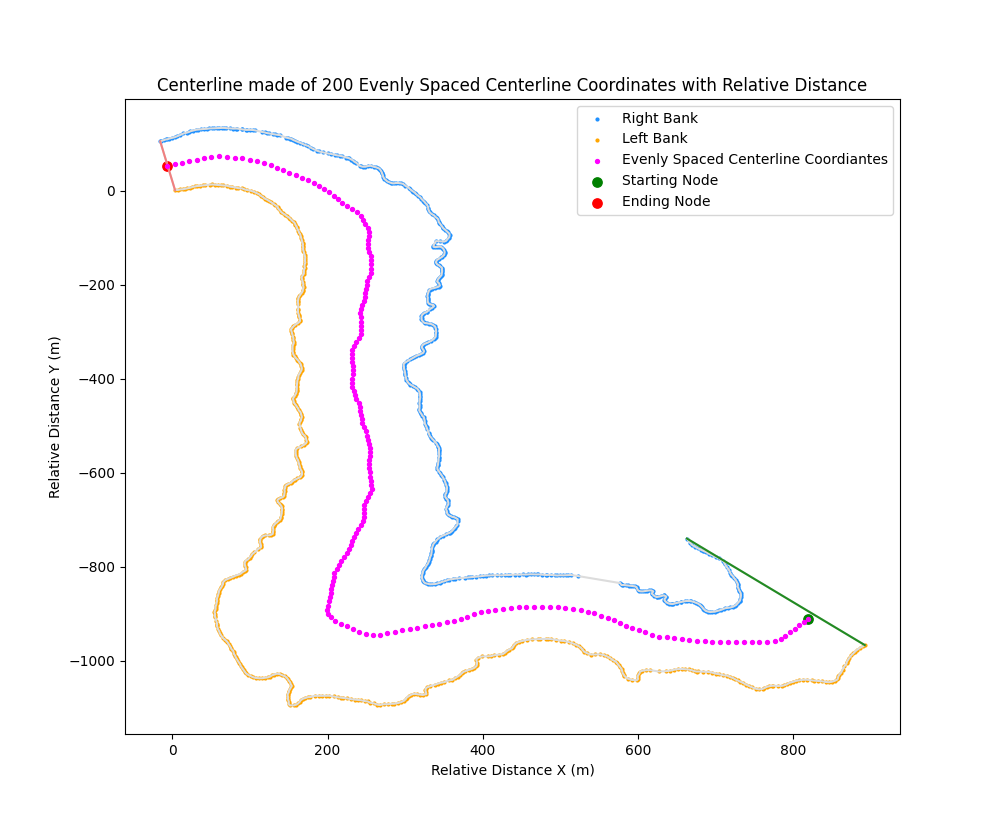 Centerline made of 200 Evenly Spaced Centerline Coordinates with Relative Distance
Right Bank
Left Bank
Evenly Spaced Centerline Coordiantes
Starting Node
Ending Node
0
−200
−400
−600
−800
−1000
Relative Distance Y (m)
0 200 400 600 800
Relative Distance X (m)